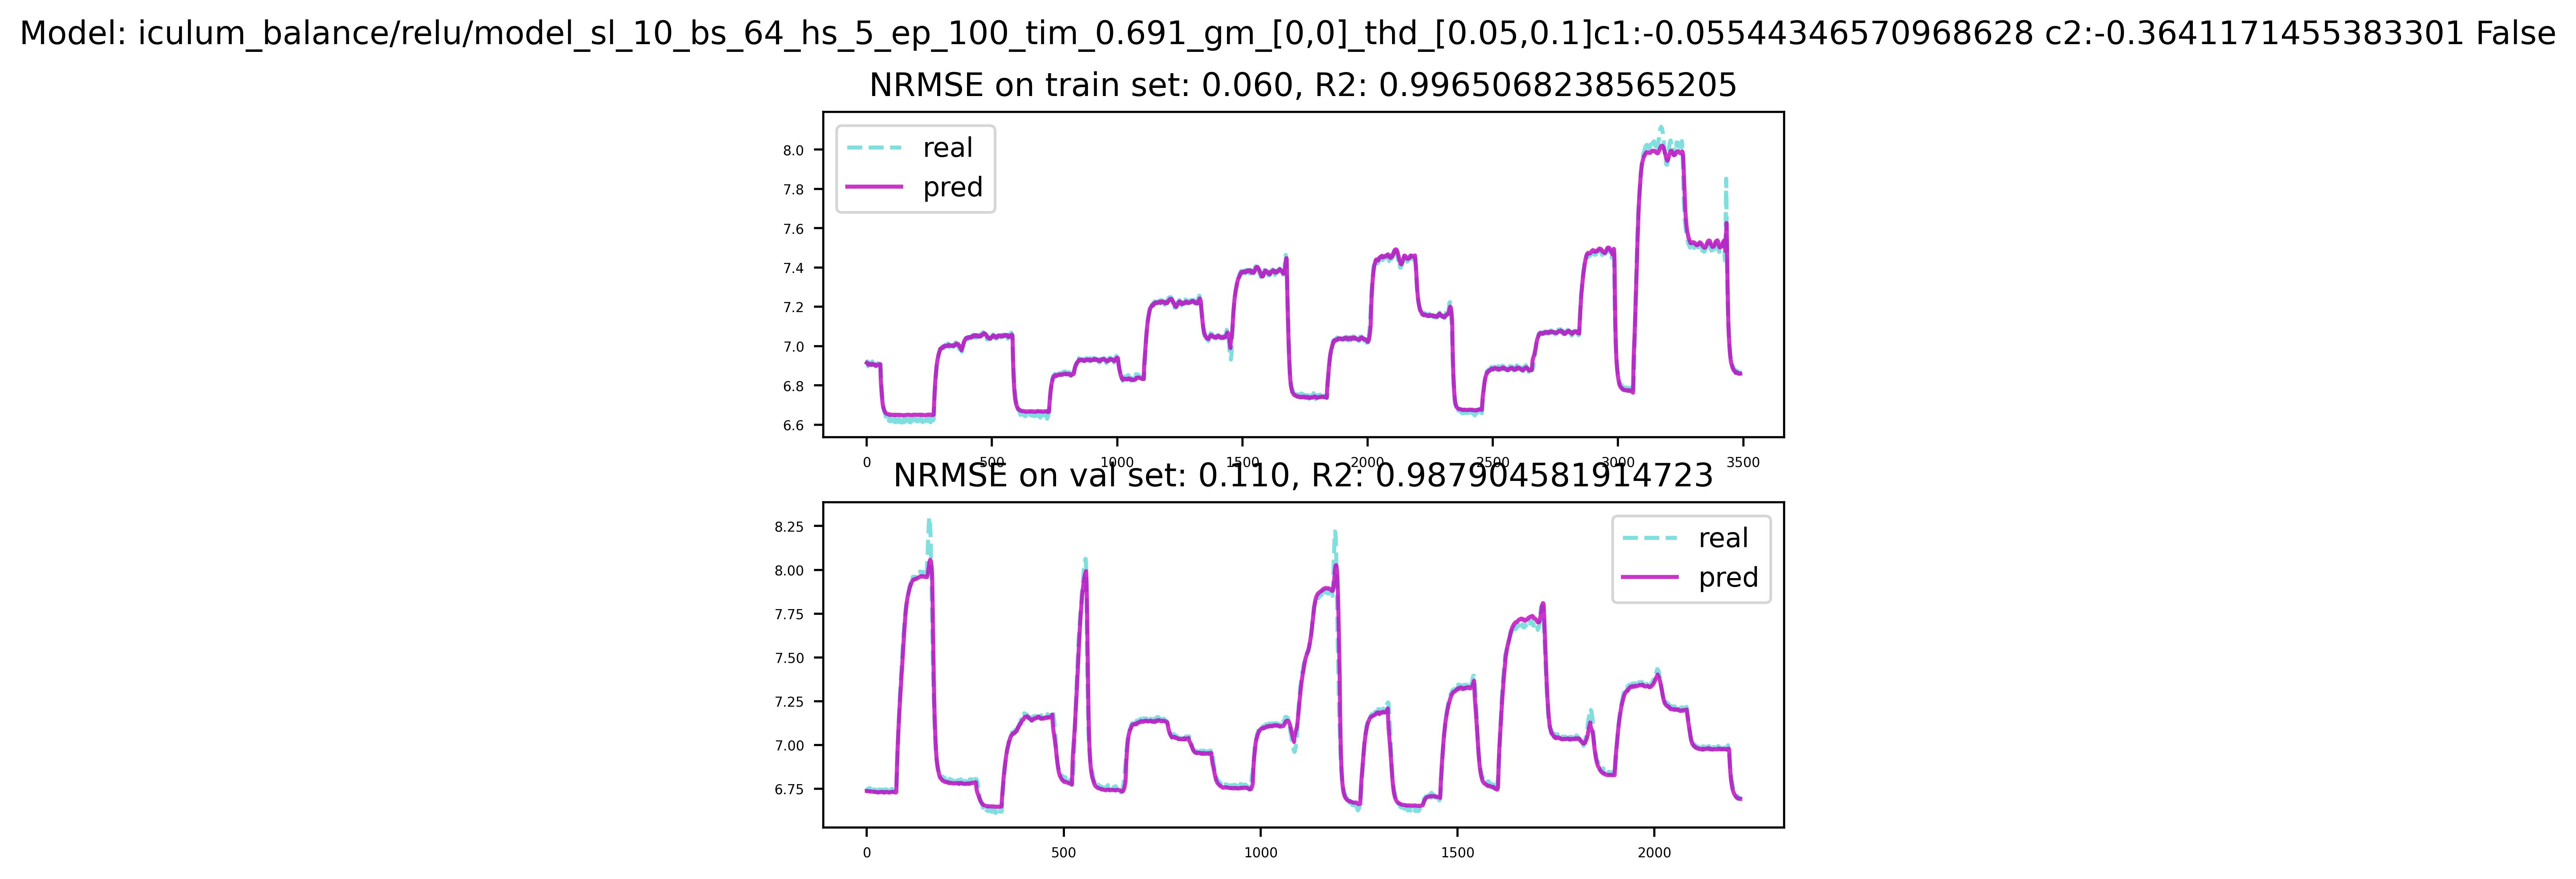 Model: iculum_balance/relu/model_sl_10_bs_64_hs_5_ep_100_tim_0.691_gm_[0,0]_thd_[0.05,0.1]c1:-0.05544346570968628 c2:-0.3641171455383301 False
NRMSE on train set: 0.060, R2: 0.9965068238565205
real
pred
8.0
7.8
7.6
7.4
7.2
7.0
6.8
6.6
0 500 1000 1500 2000 2500 3000 3500
NRMSE on val set: 0.110, R2: 0.987904581914723
real
pred
8.25
8.00
7.75
7.50
7.25
7.00
6.75
0 500 1000 1500 2000